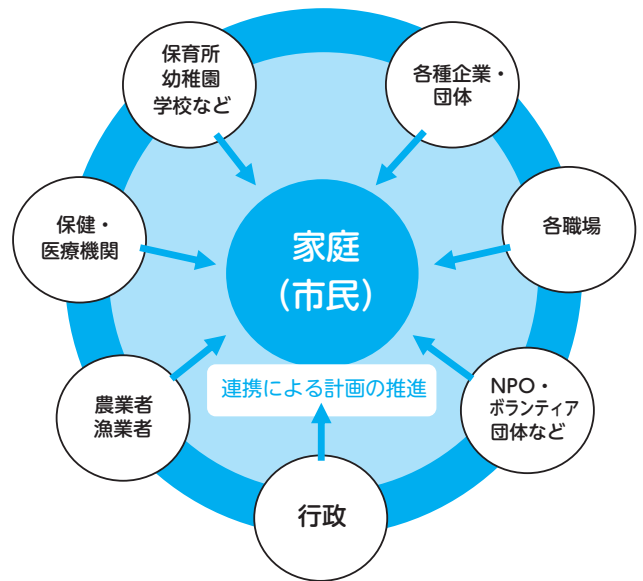 保育所
幼稚園
学校など
各種企業・
団体
保健・
医療機関
家庭
(市民)
各職場
連携による計画の推進
農業者
漁業者
NPO・
ボランティア
団体など
行政